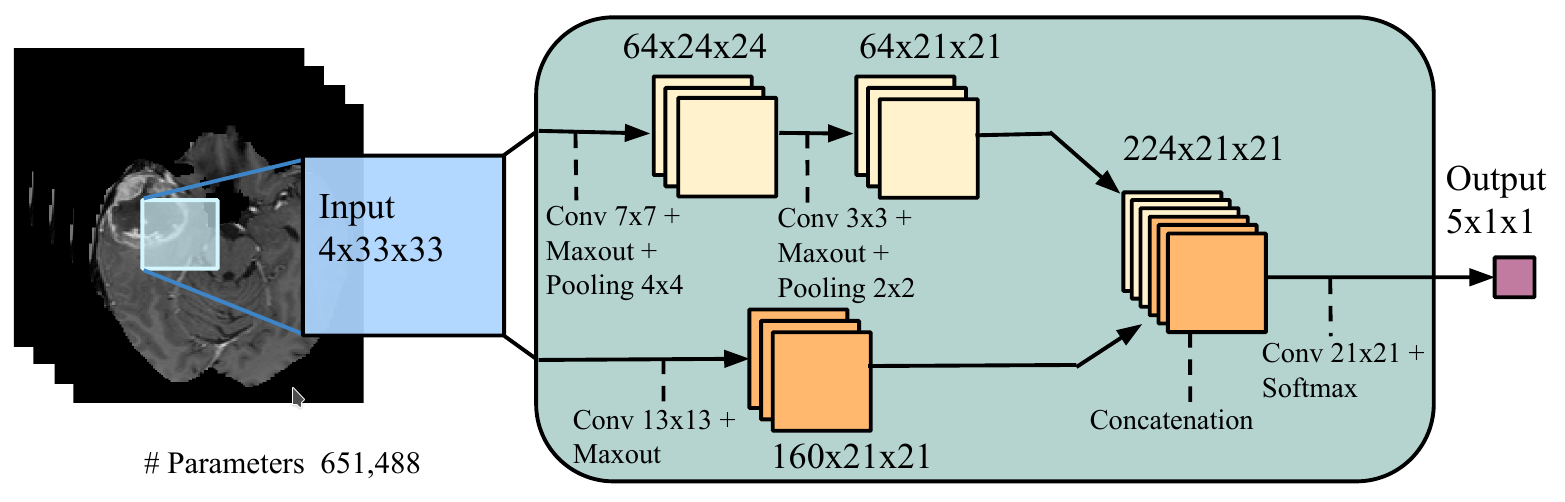 Input
4x33x33
# Parameters 651,488
64x24x24
64x21x21
Conv 7x7 +
Maxout +
Pooling 4x4
Conv 3x3 +
Maxout +
Pooling 2x2
Conv 13x13 +
Maxout
160x21x21
224x21x21
Concatenation
Conv 21x21 +
Softmax
Output
5x1x1